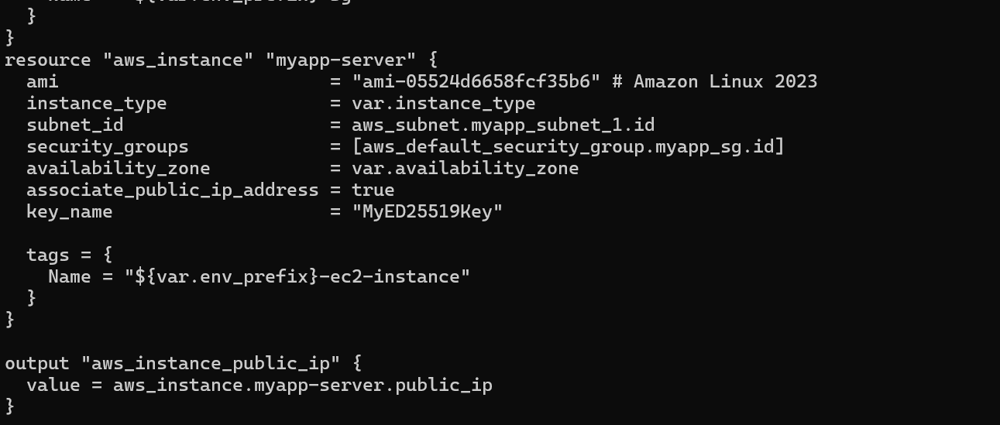 }
}
resource "aws_instance" "myapp-server" {
  ami                         = "ami-05524d6658fcf35b6" # Amazon Linux 2023
  instance_type               = var.instance_type
  subnet_id                   = aws_subnet.myapp_subnet_1.id
  security_groups             = [aws_default_security_group.myapp_sg.id]
  availability_zone           = var.availability_zone
  associate_public_ip_address = true
  key_name                    = "MyED25519Key"

  tags = {
    Name = "${var.env_prefix}-ec2-instance"
  }
}

output "aws_instance_public_ip" {
  value = aws_instance.myapp-server.public_ip
}